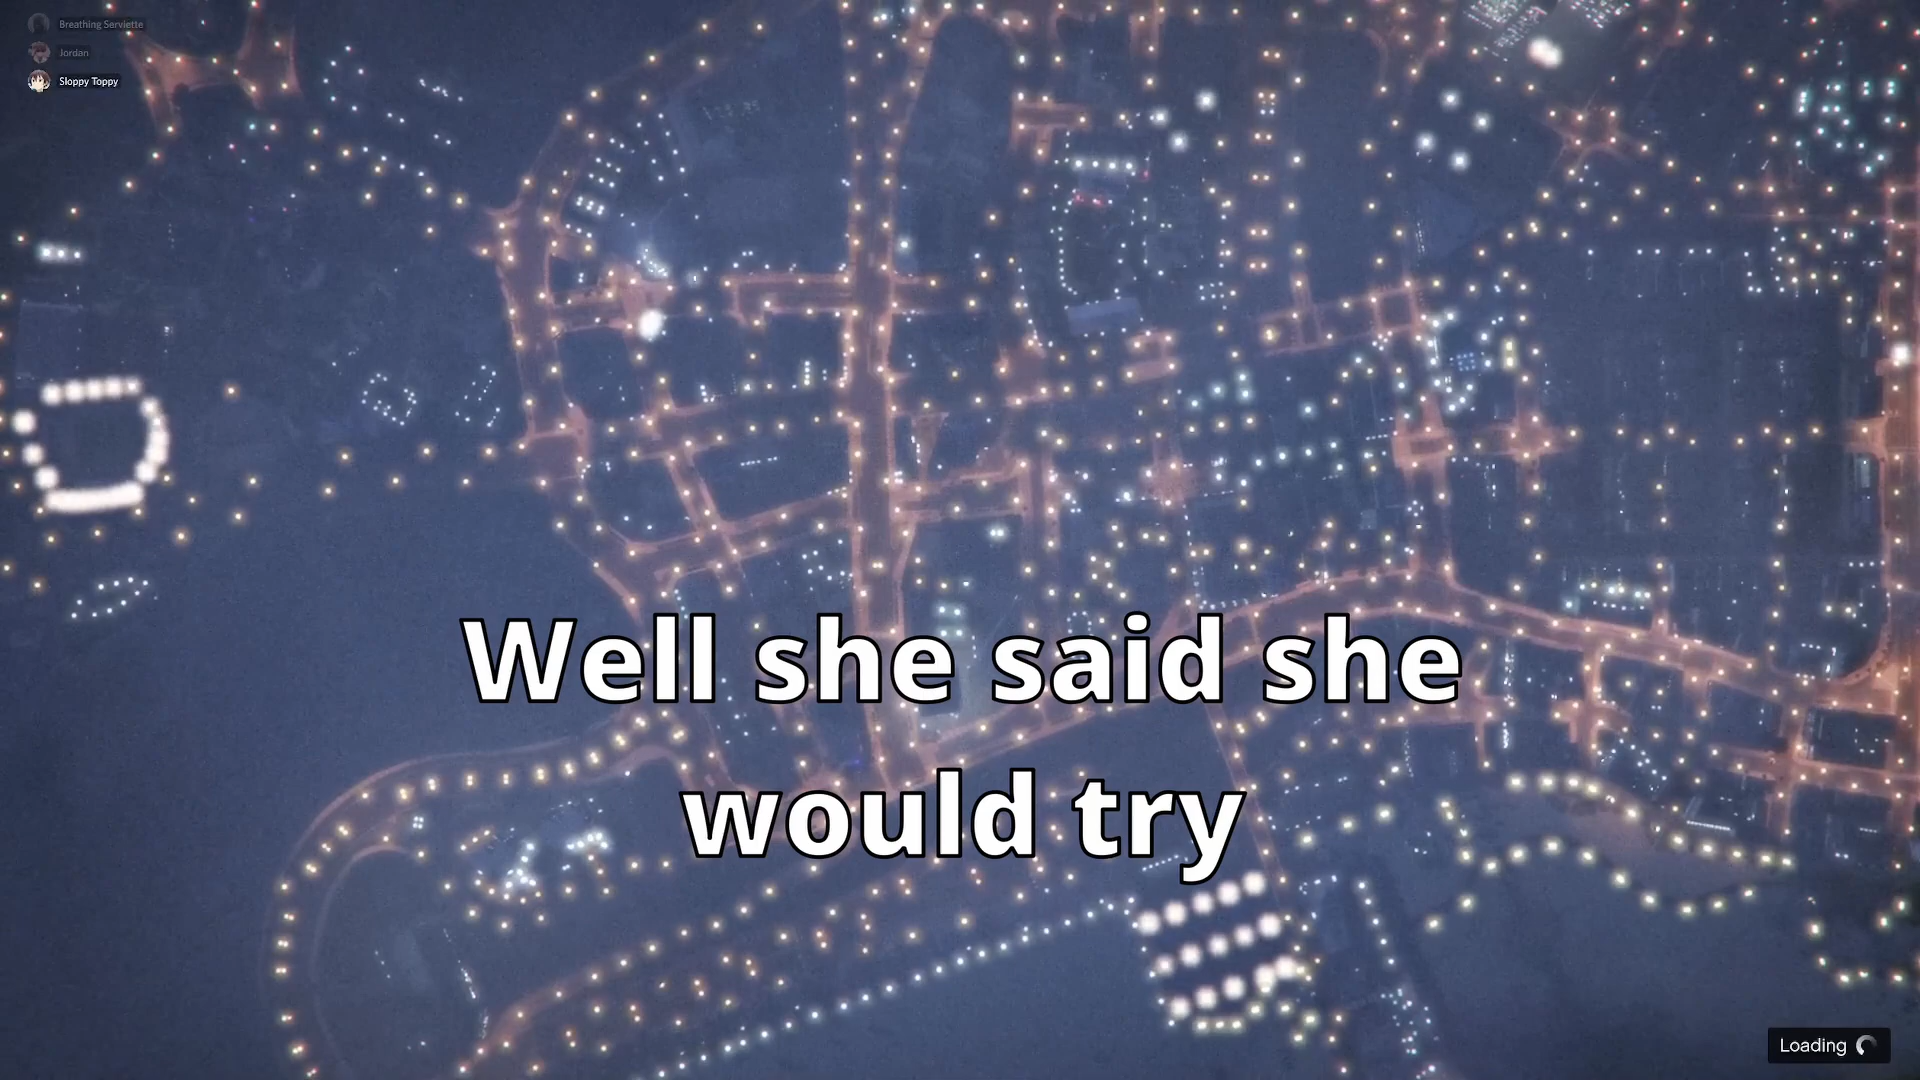 Breathing Serviette
Jordan
Sloppy Toppy
Well she said she
would try
Loading